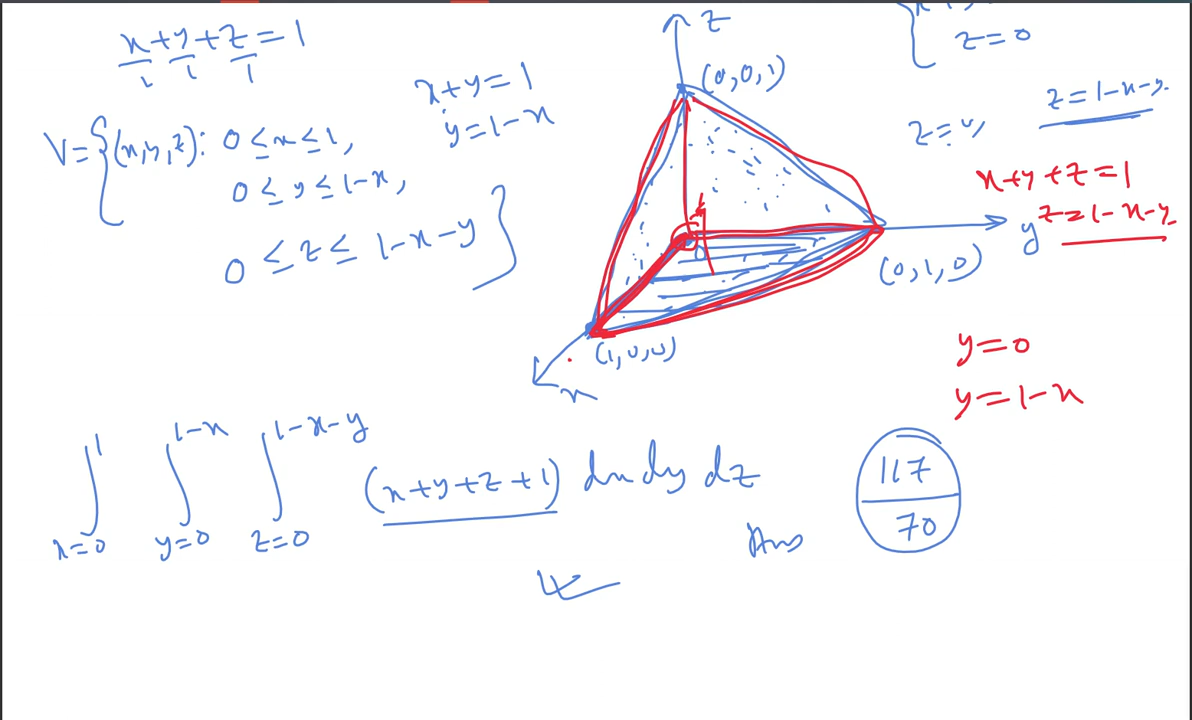 x+y+z=1
1 1 1
x+y=1
y=1-x
V={(x,y,z): 0≤x≤1,
0≤y≤1-x,
0≤z≤1-x-y}
z
(0,0,1)
y
(0,1,0)
(1,0,0)
x
z=0
z=1-x-y
z=0,
x+y+z=1
z=1-x-y
y=0
y=1-x
∫ 1 x=0 ∫ 1-x y=0 ∫ 1-x-y z=0 (x+y+z+1) dx dy dz
Ans 117/70